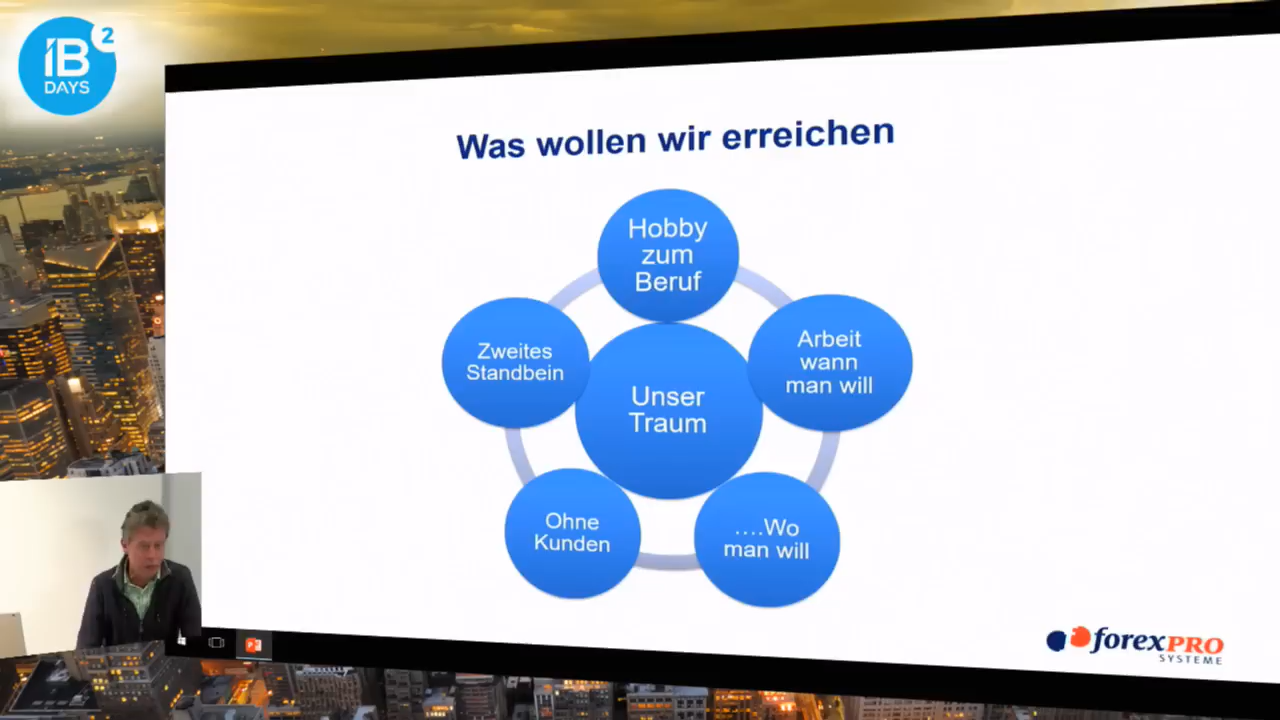 2
IB
DAYS
Was wollen wir erreichen
Hobby
zum
Beruf
Zweites
Standbein
Arbeit
wann
man will
Unser
Traum
Ohne
Kunden
....Wo
man will
forexPRO
SYSTEME